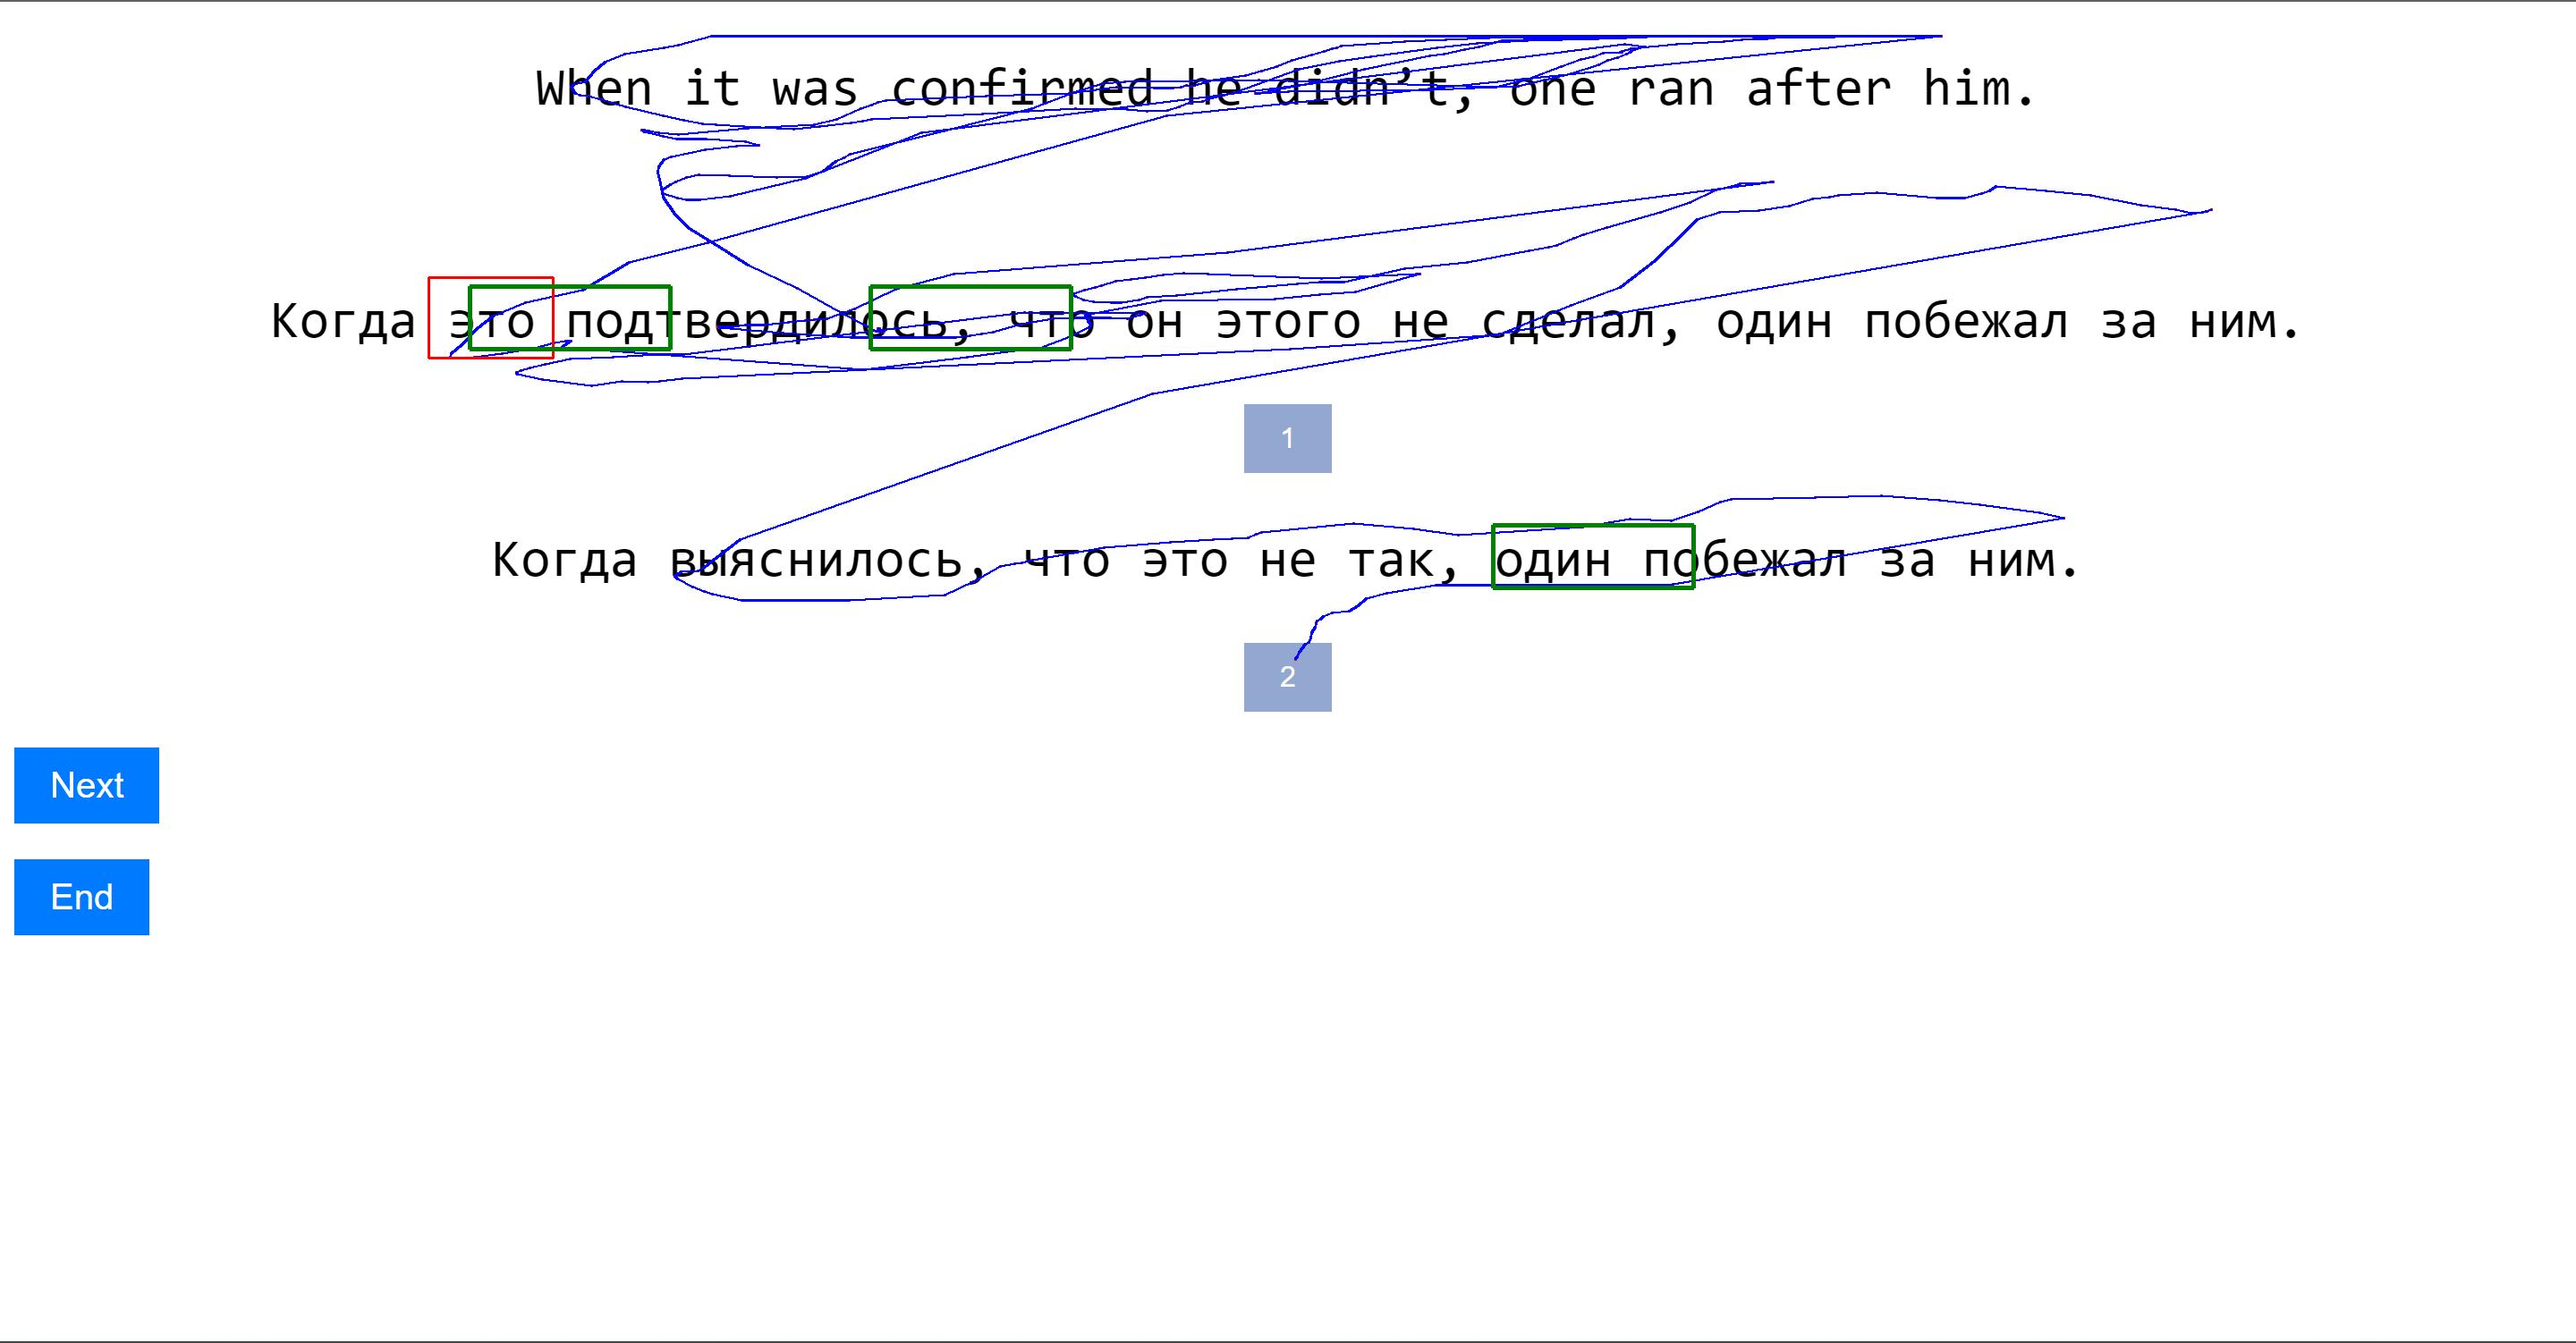 When it was confirmed he didn’t, one ran after him.
Когда это подтвердилось, что он этого не сделал, один побежал за ним.
1
Когда выяснилось, что это не так, один побежал за ним.
2
Next
End